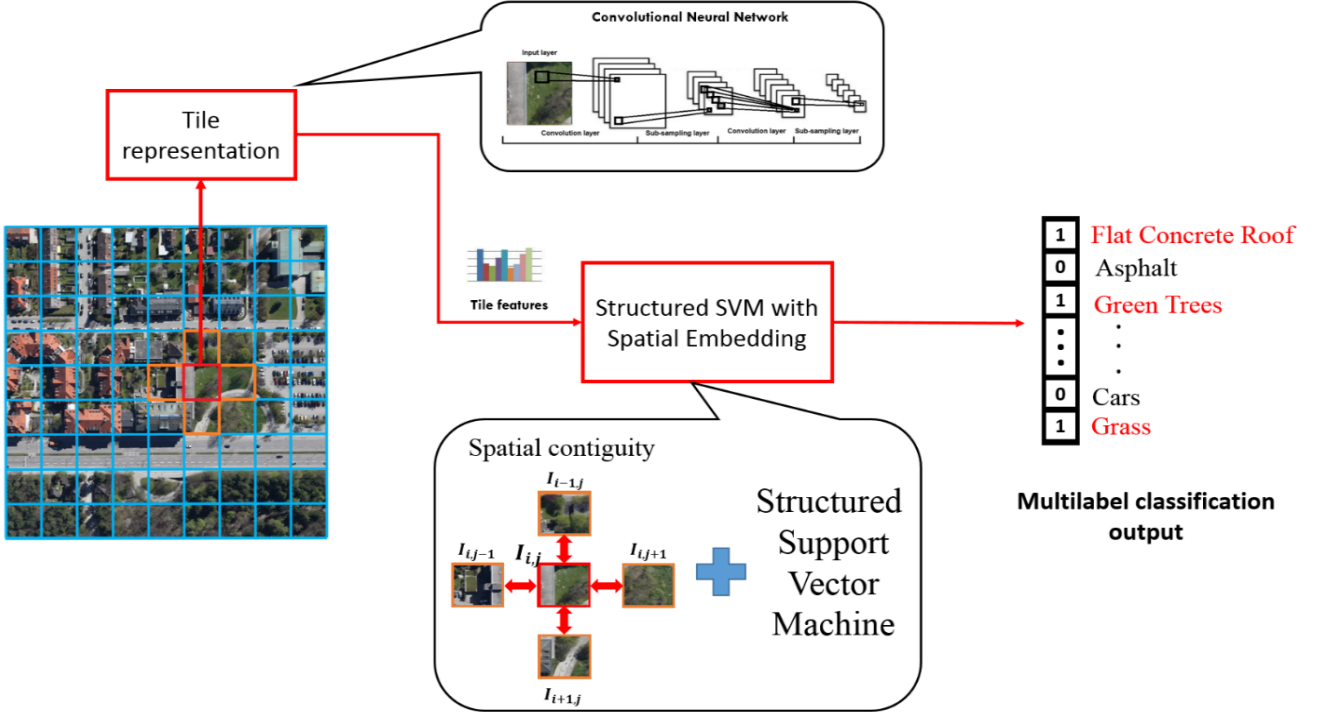 Convolutional Neural Network
Input layer
Convolution layer
Sub-sampling layer
Convolution layer
Sub-sampling layer
Tile
representation
Tile features
Structured SVM with
Spatial Embedding
1 Flat Concrete Roof
0 Asphalt
1 Green Trees
0 Cars
1 Grass
Multilabel classification
output
Spatial contiguity
I_{i-1,j}
I_{i,j-1}
I_{i,j}
I_{i,j+1}
I_{i+1,j}
Structured
Support
Vector
Machine